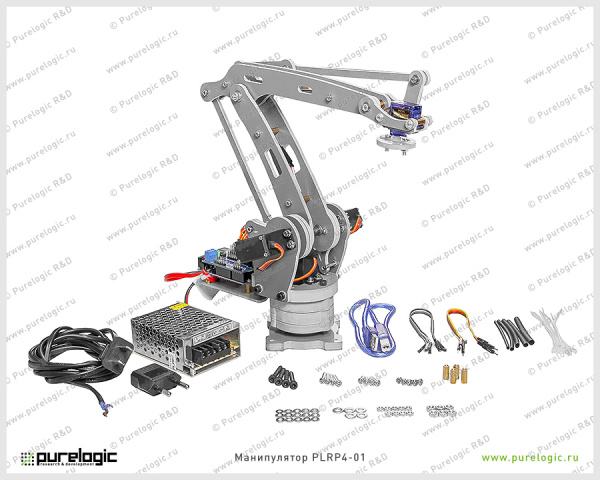 © Purelogic R&D
www.purelogic.ru
purelogic
research & development
Манипулятор PLRP4-01
www.purelogic.ru